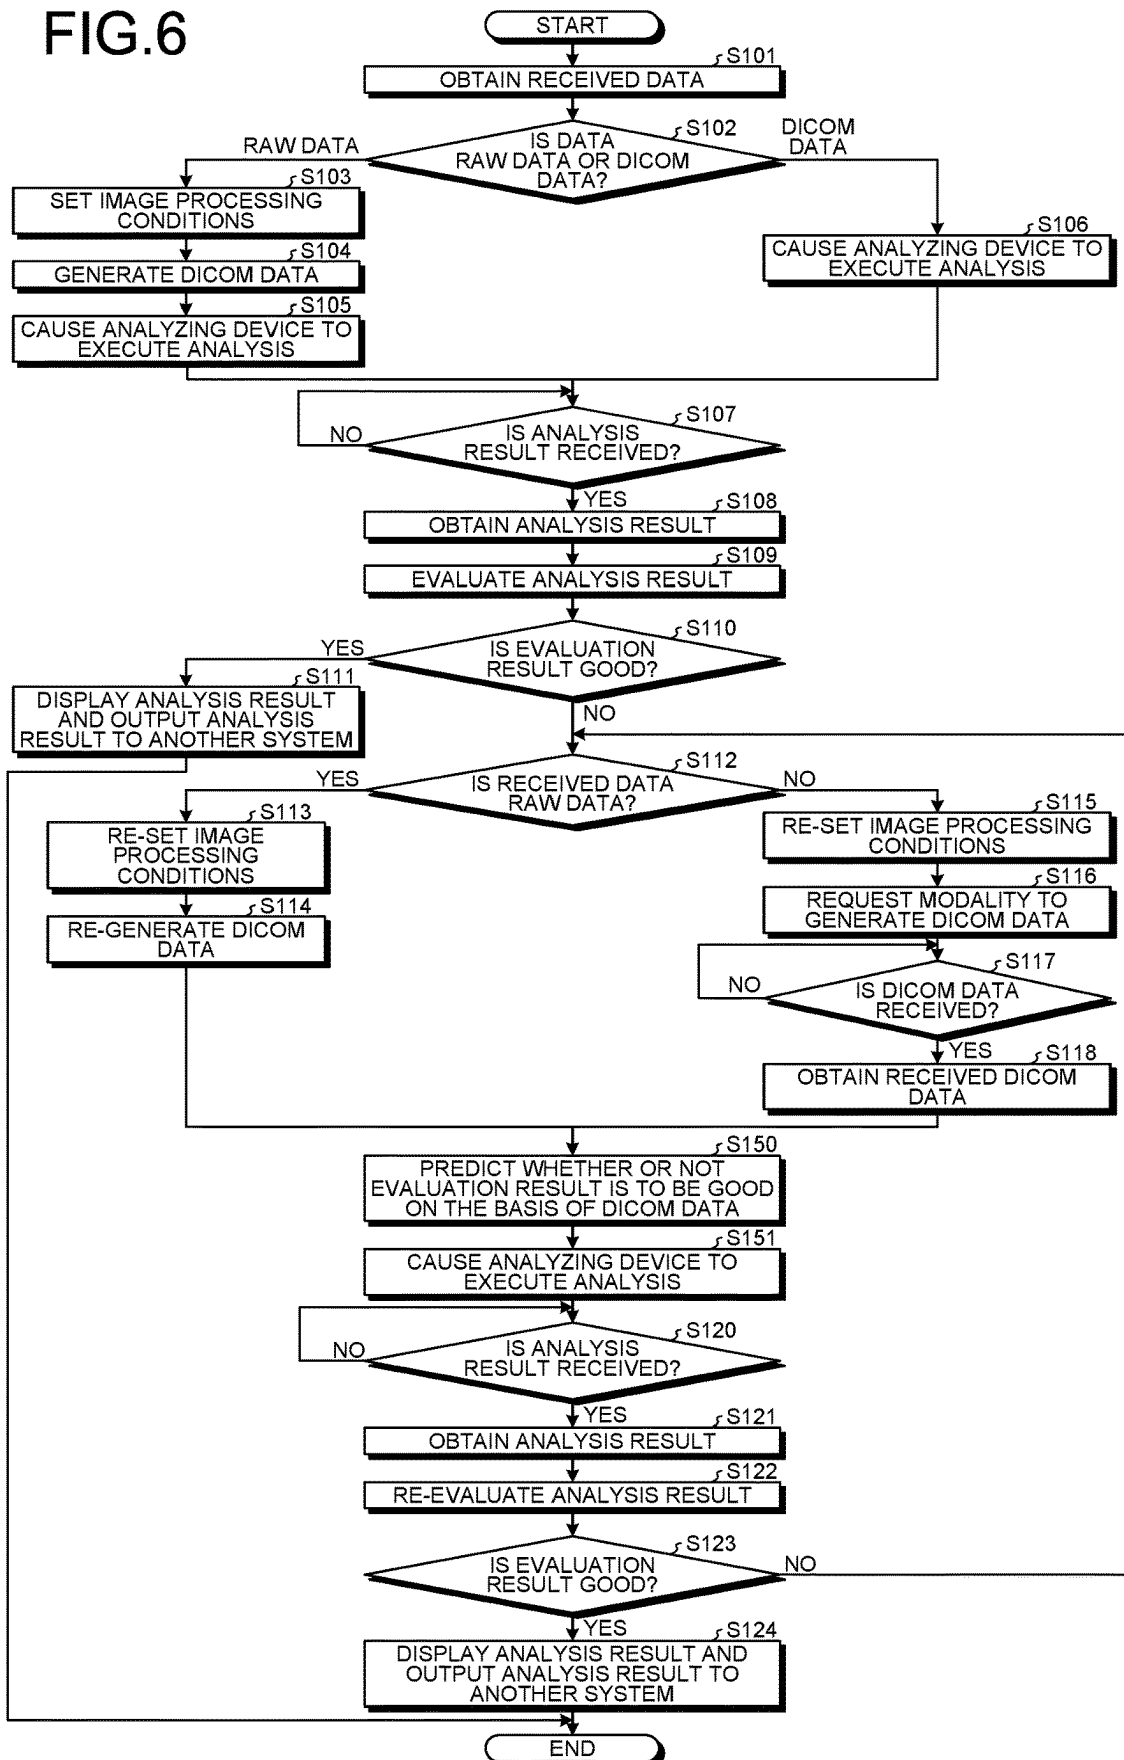 FIG.6
START
S101
OBTAIN RECEIVED DATA
S102
IS DATA
RAW DATA OR DICOM
DATA?
RAW DATA
DICOM
DATA
S103
SET IMAGE PROCESSING
CONDITIONS
S104
GENERATE DICOM DATA
S105
CAUSE ANALYZING DEVICE TO
EXECUTE ANALYSIS
S106
CAUSE ANALYZING DEVICE TO
EXECUTE ANALYSIS
S107
IS ANALYSIS
RESULT RECEIVED?
NO
YES
S108
OBTAIN ANALYSIS RESULT
S109
EVALUATE ANALYSIS RESULT
S110
IS EVALUATION
RESULT GOOD?
YES
NO
S111
DISPLAY ANALYSIS RESULT
AND OUTPUT ANALYSIS
RESULT TO ANOTHER SYSTEM
S112
IS RECEIVED DATA
RAW DATA?
YES
NO
S113
RE-SET IMAGE
PROCESSING
CONDITIONS
S114
RE-GENERATE DICOM
DATA
S115
RE-SET IMAGE PROCESSING
CONDITIONS
S116
REQUEST MODALITY TO
GENERATE DICOM DATA
S117
IS DICOM DATA
RECEIVED?
NO
YES
S118
OBTAIN RECEIVED DICOM
DATA
S150
PREDICT WHETHER OR NOT
EVALUATION RESULT IS TO BE GOOD
ON THE BASIS OF DICOM DATA
S151
CAUSE ANALYZING DEVICE TO
EXECUTE ANALYSIS
S120
IS ANALYSIS
RESULT RECEIVED?
NO
YES
S121
OBTAIN ANALYSIS RESULT
S122
RE-EVALUATE ANALYSIS RESULT
S123
IS EVALUATION
RESULT GOOD?
NO
YES
S124
DISPLAY ANALYSIS RESULT AND
OUTPUT ANALYSIS RESULT TO
ANOTHER SYSTEM
END